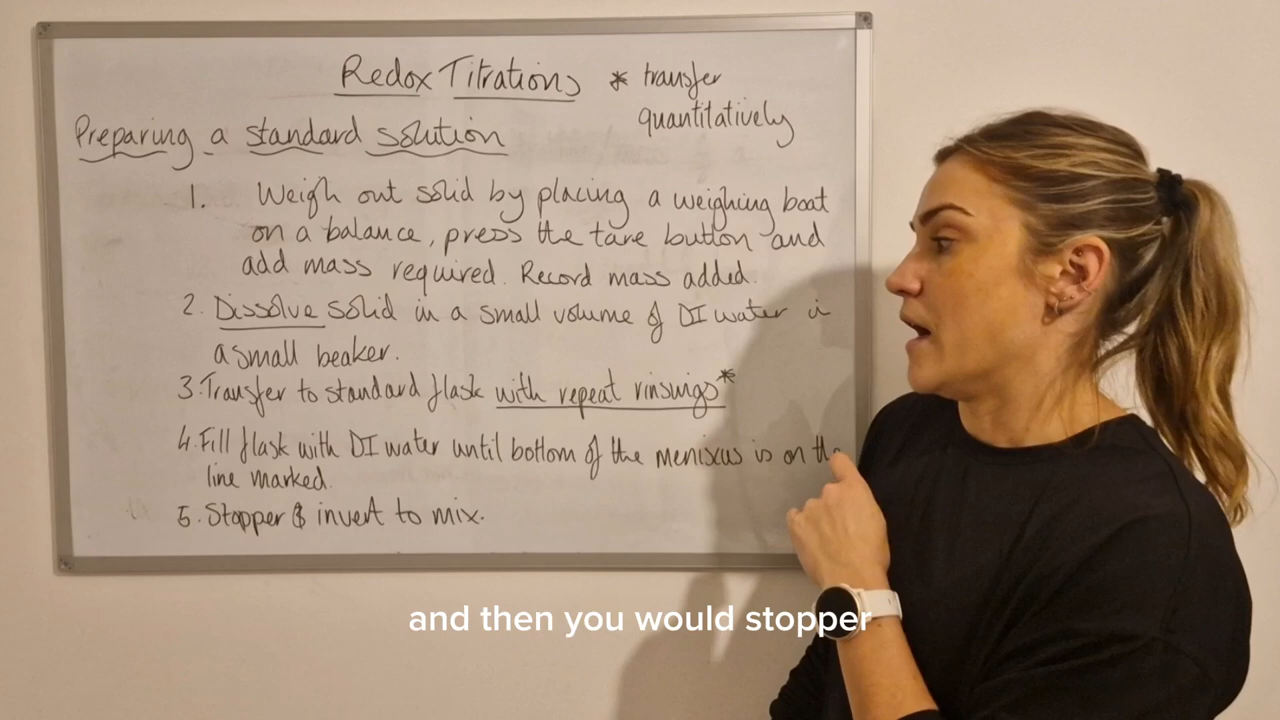 Redox Titrations
* transfer
quantitatively
Preparing a standard solution
1. Weigh out solid by placing a weighing boat
on a balance, press the tare button and
add mass required. Record mass added.
2. Dissolve solid in a small volume of DI water in
a small beaker.
3. Transfer to standard flask with repeat rinsings*
4. Fill flask with DI water until bottom of the meniscus is on the
line marked.
5. Stopper & invert to mix.
and then you would stopper